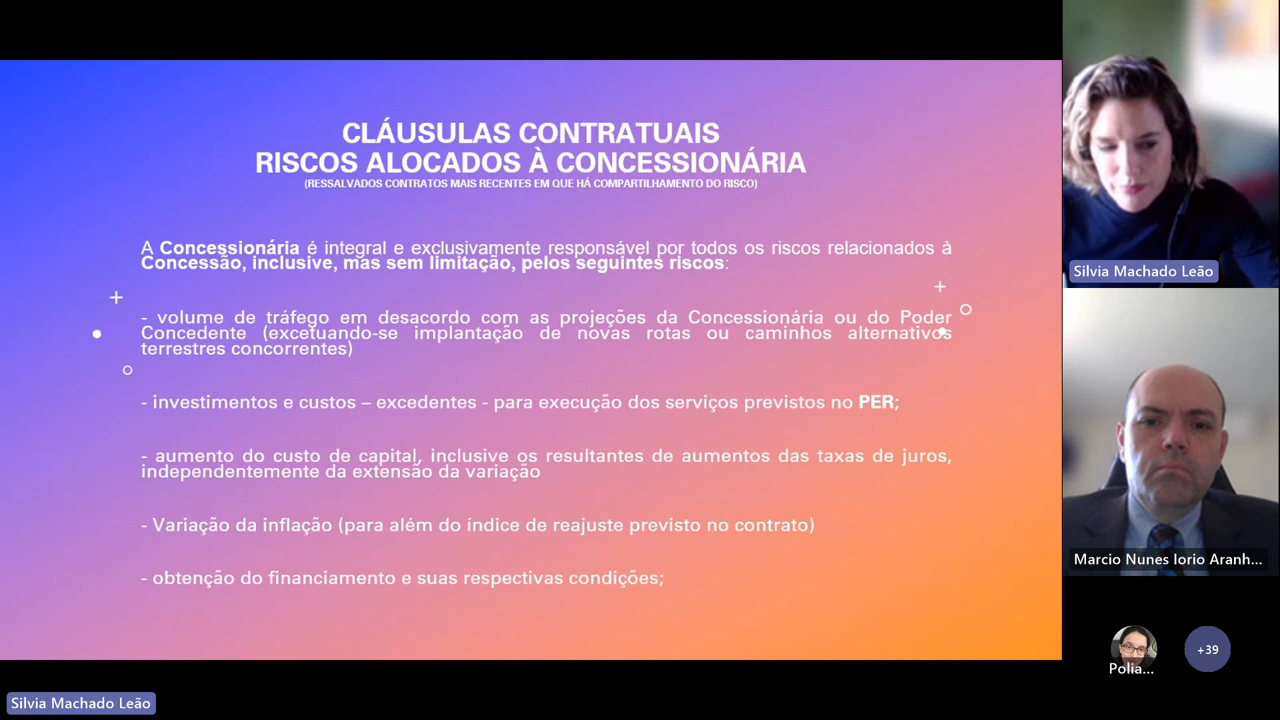 CLÁUSULAS CONTRATUAIS
RISCOS ALOCADOS À CONCESSIONÁRIA
(RESSALVADOS CONTRATOS MAIS RECENTES EM QUE HÁ COMPARTILHAMENTO DO RISCO)
A Concessionária é integral e exclusivamente responsável por todos os riscos relacionados à
Concessão, inclusive, mas sem limitação, pelos seguintes riscos:
- volume de tráfego em desacordo com as projeções da Concessionária ou do Poder
Concedente (excetuando-se implantação de novas rotas ou caminhos alternativos
terrestres concorrentes)
- investimentos e custos – excedentes - para execução dos serviços previstos no PER;
- aumento do custo de capital, inclusive os resultantes de aumentos das taxas de juros,
independentemente da extensão da variação
- Variação da inflação (para além do índice de reajuste previsto no contrato)
- obtenção do financiamento e suas respectivas condições;
Silvia Machado Leão
Marcio Nunes Iorio Aranh...
Polia...
+39
Silvia Machado Leão